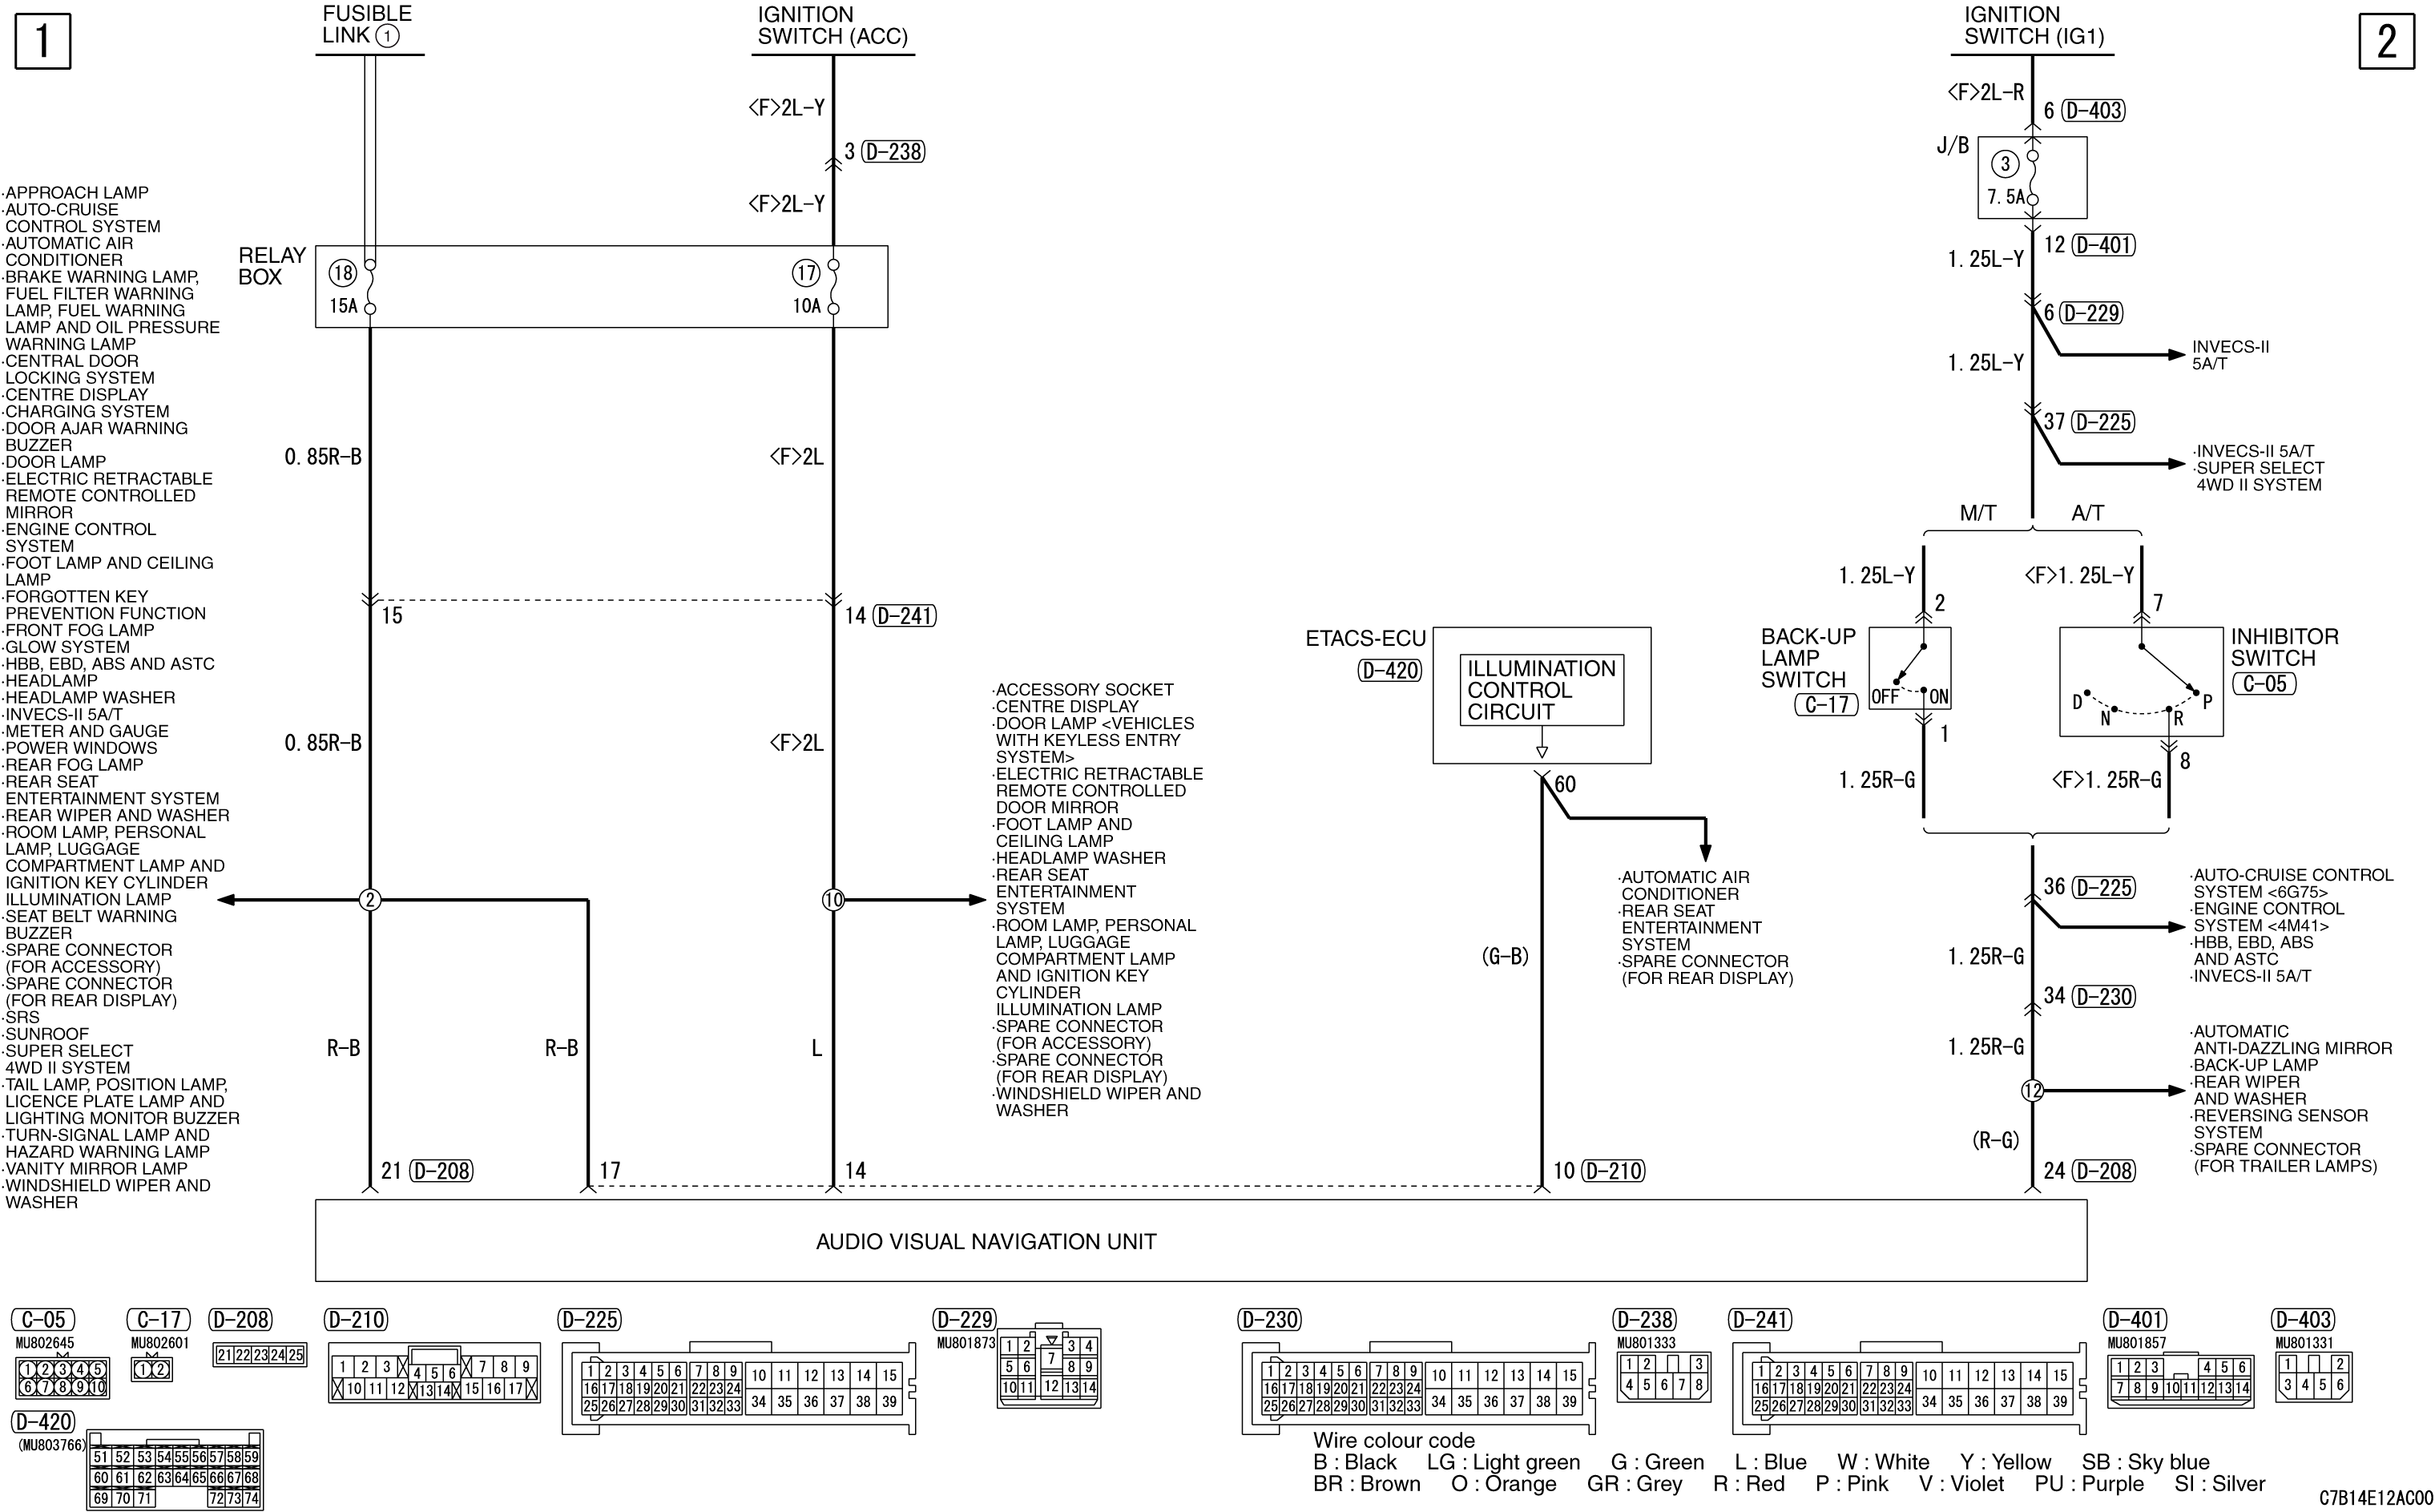 1
FUSIBLE
LINK 1
IGNITION
SWITCH (ACC)
IGNITION
SWITCH (IG1)
2
<F>2L-Y
3 D-238
<F>2L-Y
<F>2L-R
6 D-403
J/B
3
7.5A
12 D-401
1.25L-Y
6 D-229
INVECS-II
5A/T
1.25L-Y
37 D-225
·INVECS-II 5A/T
·SUPER SELECT
4WD II SYSTEM
M/T
A/T
·APPROACH LAMP
·AUTO-CRUISE
CONTROL SYSTEM
·AUTOMATIC AIR
CONDITIONER
·BRAKE WARNING LAMP,
FUEL FILTER WARNING
LAMP, FUEL WARNING
LAMP AND OIL PRESSURE
WARNING LAMP
·CENTRAL DOOR
LOCKING SYSTEM
·CENTRE DISPLAY
·CHARGING SYSTEM
·DOOR AJAR WARNING
BUZZER
·DOOR LAMP
·ELECTRIC RETRACTABLE
REMOTE CONTROLLED
MIRROR
·ENGINE CONTROL
SYSTEM
·FOOT LAMP AND CEILING
LAMP
·FORGOTTEN KEY
PREVENTION FUNCTION
·FRONT FOG LAMP
·GLOW SYSTEM
·HBB, EBD, ABS AND ASTC
·HEADLAMP
·HEADLAMP WASHER
·INVECS-II 5A/T
·METER AND GAUGE
·POWER WINDOWS
·REAR FOG LAMP
·REAR SEAT
ENTERTAINMENT SYSTEM
·REAR WIPER AND WASHER
·ROOM LAMP, PERSONAL
LAMP, LUGGAGE
COMPARTMENT LAMP AND
IGNITION KEY CYLINDER
ILLUMINATION LAMP
·SEAT BELT WARNING
BUZZER
·SPARE CONNECTOR
(FOR ACCESSORY)
·SPARE CONNECTOR
(FOR REAR DISPLAY)
·SRS
·SUNROOF
·SUPER SELECT
4WD II SYSTEM
·TAIL LAMP, POSITION LAMP,
LICENCE PLATE LAMP AND
LIGHTING MONITOR BUZZER
·TURN-SIGNAL LAMP AND
HAZARD WARNING LAMP
·VANITY MIRROR LAMP
·WINDSHIELD WIPER AND
WASHER
RELAY
BOX
18
15A
17
10A
0.85R-B
<F>2L
15
14 D-241
0.85R-B
<F>2L
2
10
·ACCESSORY SOCKET
·CENTRE DISPLAY
·DOOR LAMP <VEHICLES
WITH KEYLESS ENTRY
SYSTEM>
·ELECTRIC RETRACTABLE
REMOTE CONTROLLED
DOOR MIRROR
·FOOT LAMP AND
CEILING LAMP
·HEADLAMP WASHER
·REAR SEAT
ENTERTAINMENT
SYSTEM
·ROOM LAMP, PERSONAL
LAMP, LUGGAGE
COMPARTMENT LAMP
AND IGNITION KEY
CYLINDER
ILLUMINATION LAMP
·SPARE CONNECTOR
(FOR ACCESSORY)
·SPARE CONNECTOR
(FOR REAR DISPLAY)
·WINDSHIELD WIPER AND
WASHER
R-B
R-B
L
ETACS-ECU
D-420
ILLUMINATION
CONTROL
CIRCUIT
60
·AUTOMATIC AIR
CONDITIONER
·REAR SEAT
ENTERTAINMENT
SYSTEM
·SPARE CONNECTOR
(FOR REAR DISPLAY)
(G-B)
1.25L-Y
<F>1.25L-Y
2
7
BACK-UP
LAMP
SWITCH
C-17
OFF
ON
D
N
R
P
INHIBITOR
SWITCH
C-05
1
8
1.25R-G
<F>1.25R-G
36 D-225
·AUTO-CRUISE CONTROL
SYSTEM <6G75>
·ENGINE CONTROL
SYSTEM <4M41>
·HBB, EBD, ABS
AND ASTC
·INVECS-II 5A/T
1.25R-G
34 D-230
1.25R-G
12
·AUTOMATIC
ANTI-DAZZLING MIRROR
·BACK-UP LAMP
·REAR WIPER
AND WASHER
·REVERSING SENSOR
SYSTEM
·SPARE CONNECTOR
(FOR TRAILER LAMPS)
(R-G)
21 D-208
17
14
10 D-210
24 D-208
AUDIO VISUAL NAVIGATION UNIT
C-05
MU802645
1 2 3 4 5
6 7 8 9 10
C-17
MU802601
1 2
D-208
21 22 23 24 25
D-210
1 2 3 4 5 6 7 8 9
10 11 12 13 14 15 16 17
D-225
1 2 3 4 5 6 7 8 9 10 11 12 13 14 15
16 17 18 19 20 21 22 23 24
25 26 27 28 29 30 31 32 33 34 35 36 37 38 39
D-229
MU801873
1 2 3 4
5 6 7 8 9
10 11 12 13 14
D-230
1 2 3 4 5 6 7 8 9 10 11 12 13 14 15
16 17 18 19 20 21 22 23 24
25 26 27 28 29 30 31 32 33 34 35 36 37 38 39
D-238
MU801333
1 2 3
4 5 6 7 8
D-241
1 2 3 4 5 6 7 8 9 10 11 12 13 14 15
16 17 18 19 20 21 22 23 24
25 26 27 28 29 30 31 32 33 34 35 36 37 38 39
D-401
MU801857
1 2 3 4 5 6
7 8 9 10 11 12 13 14
D-403
MU801331
1 2
3 4 5 6
D-420
(MU803766)
51 52 53 54 55 56 57 58 59
60 61 62 63 64 65 66 67 68
69 70 71 72 73 74
Wire colour code
B : Black LG : Light green G : Green L : Blue W : White Y : Yellow SB : Sky blue
BR : Brown O : Orange GR : Grey R : Red P : Pink V : Violet PU : Purple SI : Silver
C7B14E12AC00